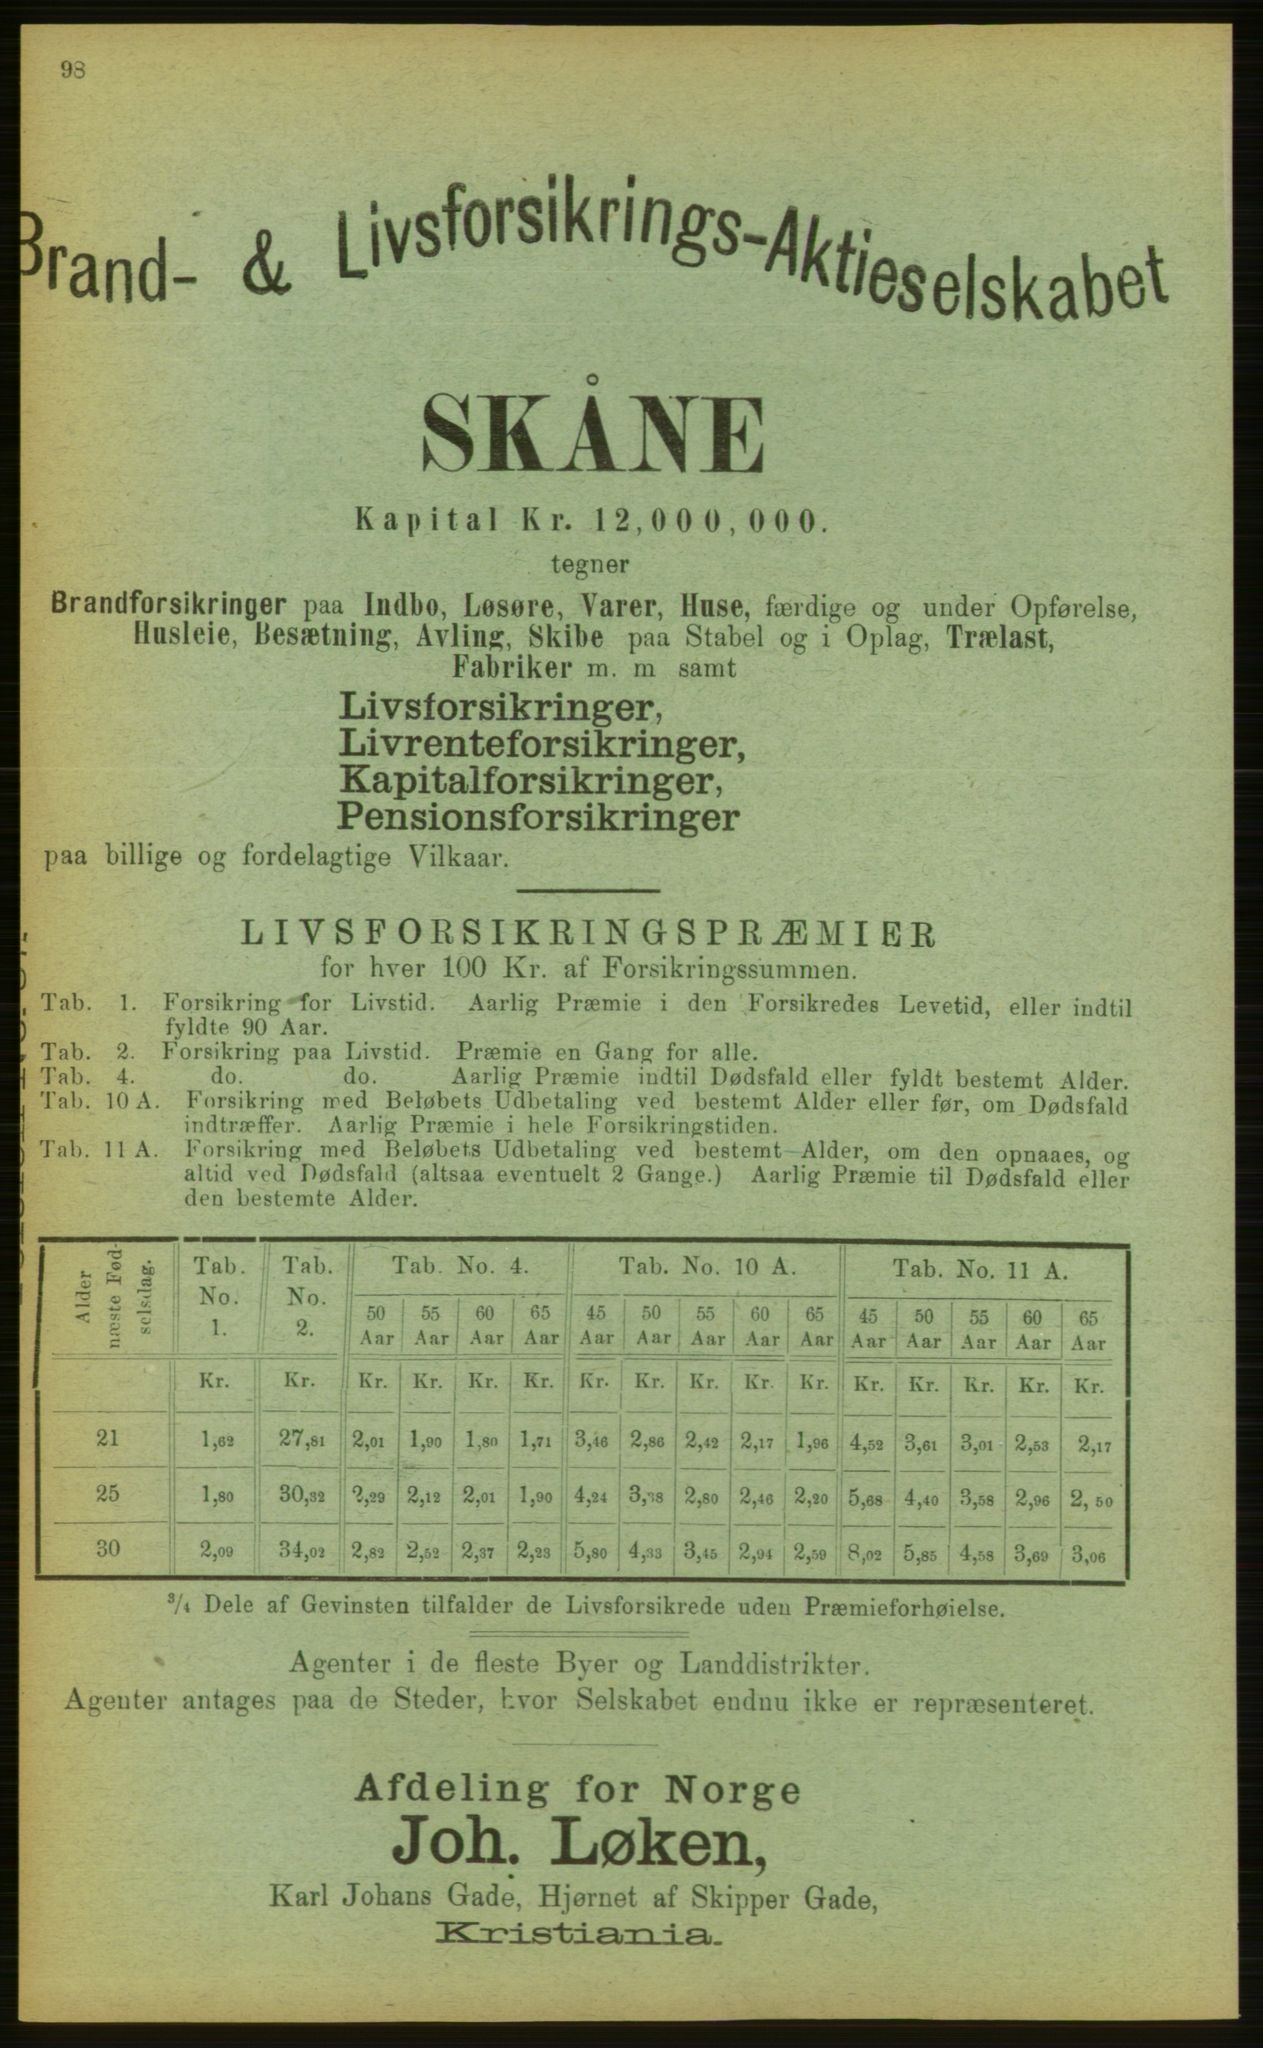 98
Brand- & Livsforsikrings-Aktieselskabet
SKÅNE
Kapital Kr. 12,000,000.
tegner
Brandforsikringer paa Indbo, Løsøre, Varer, Huse, færdige og under Opførelse,
Husleie, Besætning, Avling, Skibe paa Stabel og i Oplag, Trælast,
Fabriker m. m samt
Livsforsikringer,
Livrenteforsikringer,
Kapitalforsikringer,
Pensionsforsikringer
paa billige og fordelagtige Vilkaar.
LIVSFORSIKRINGSPRÆMIER
for hver 100 Kr. af Forsikringssummen.
Tab. 1. Forsikring for Livstid. Aarlig Præmie i den Forsikredes Levetid, eller indtil
fyldte 90 Aar.
Tab. 2. Forsikring paa Livstid. Præmie en Gang for alle.
Tab. 4. do. do. Aarlig Præmie indtil Dødsfald eller fyldt bestemt Alder.
Tab. 10 A. Forsikring med Beløbets Udbetaling ved bestemt Alder eller før, om Dødsfald
indtræffer. Aarlig Præmie i hele Forsikringstiden.
Tab. 11 A. Forsikring med Beløbets Udbetaling ved bestemt Alder, om den opnaaes, og
altid ved Dødsfald (altsaa eventuelt 2 Gange.) Aarlig Præmie til Dødsfald eller
den bestemte Alder.
Alder næste Fødselsdag. Tab. No. 1. Tab. No. 2. Tab. No. 4. Tab. No. 10 A. Tab. No. 11 A.
50 Aar 55 Aar 60 Aar 65 Aar 45 Aar 50 Aar 55 Aar 60 Aar 65 Aar 45 Aar 50 Aar 55 Aar 60 Aar 65 Aar
Kr. Kr. Kr. Kr. Kr. Kr. Kr. Kr. Kr. Kr. Kr. Kr. Kr. Kr. Kr. Kr.
21 1,62 27,81 2,01 1,90 1,80 1,71 3,46 2,86 2,42 2,17 1,96 4,52 3,61 3,01 2,53 2,17
25 1,80 30,32 2,29 2,12 2,01 1,90 4,24 3,38 2,80 2,46 2,20 5,68 4,40 3,58 2,96 2,50
30 2,09 34,02 2,82 2,52 2,37 2,23 5,80 4,33 3,45 2,94 2,59 8,02 5,85 4,58 3,69 3,06
3/4 Dele af Gevinsten tilfalder de Livsforsikrede uden Præmieforhøielse.
Agenter i de fleste Byer og Landdistrikter.
Agenter antages paa de Steder, hvor Selskabet endnu ikke er repræsenteret.
Afdeling for Norge
Joh. Løken,
Karl Johans Gade, Hjørnet af Skipper Gade,
Kristiania.